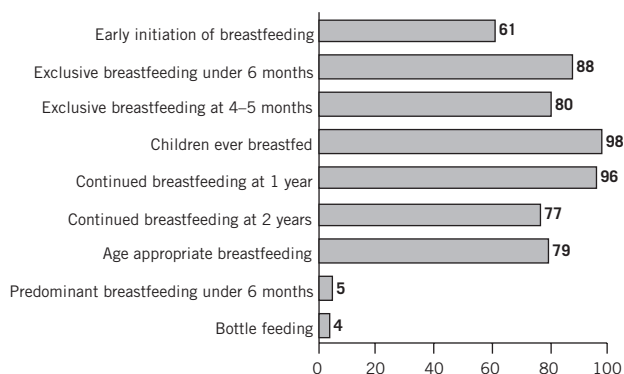 Early initiation of breastfeeding 61
Exclusive breastfeeding under 6 months 88
Exclusive breastfeeding at 4–5 months 80
Children ever breastfed 98
Continued breastfeeding at 1 year 96
Continued breastfeeding at 2 years 77
Age appropriate breastfeeding 79
Predominant breastfeeding under 6 months 5
Bottle feeding 4
0 20 40 60 80 100